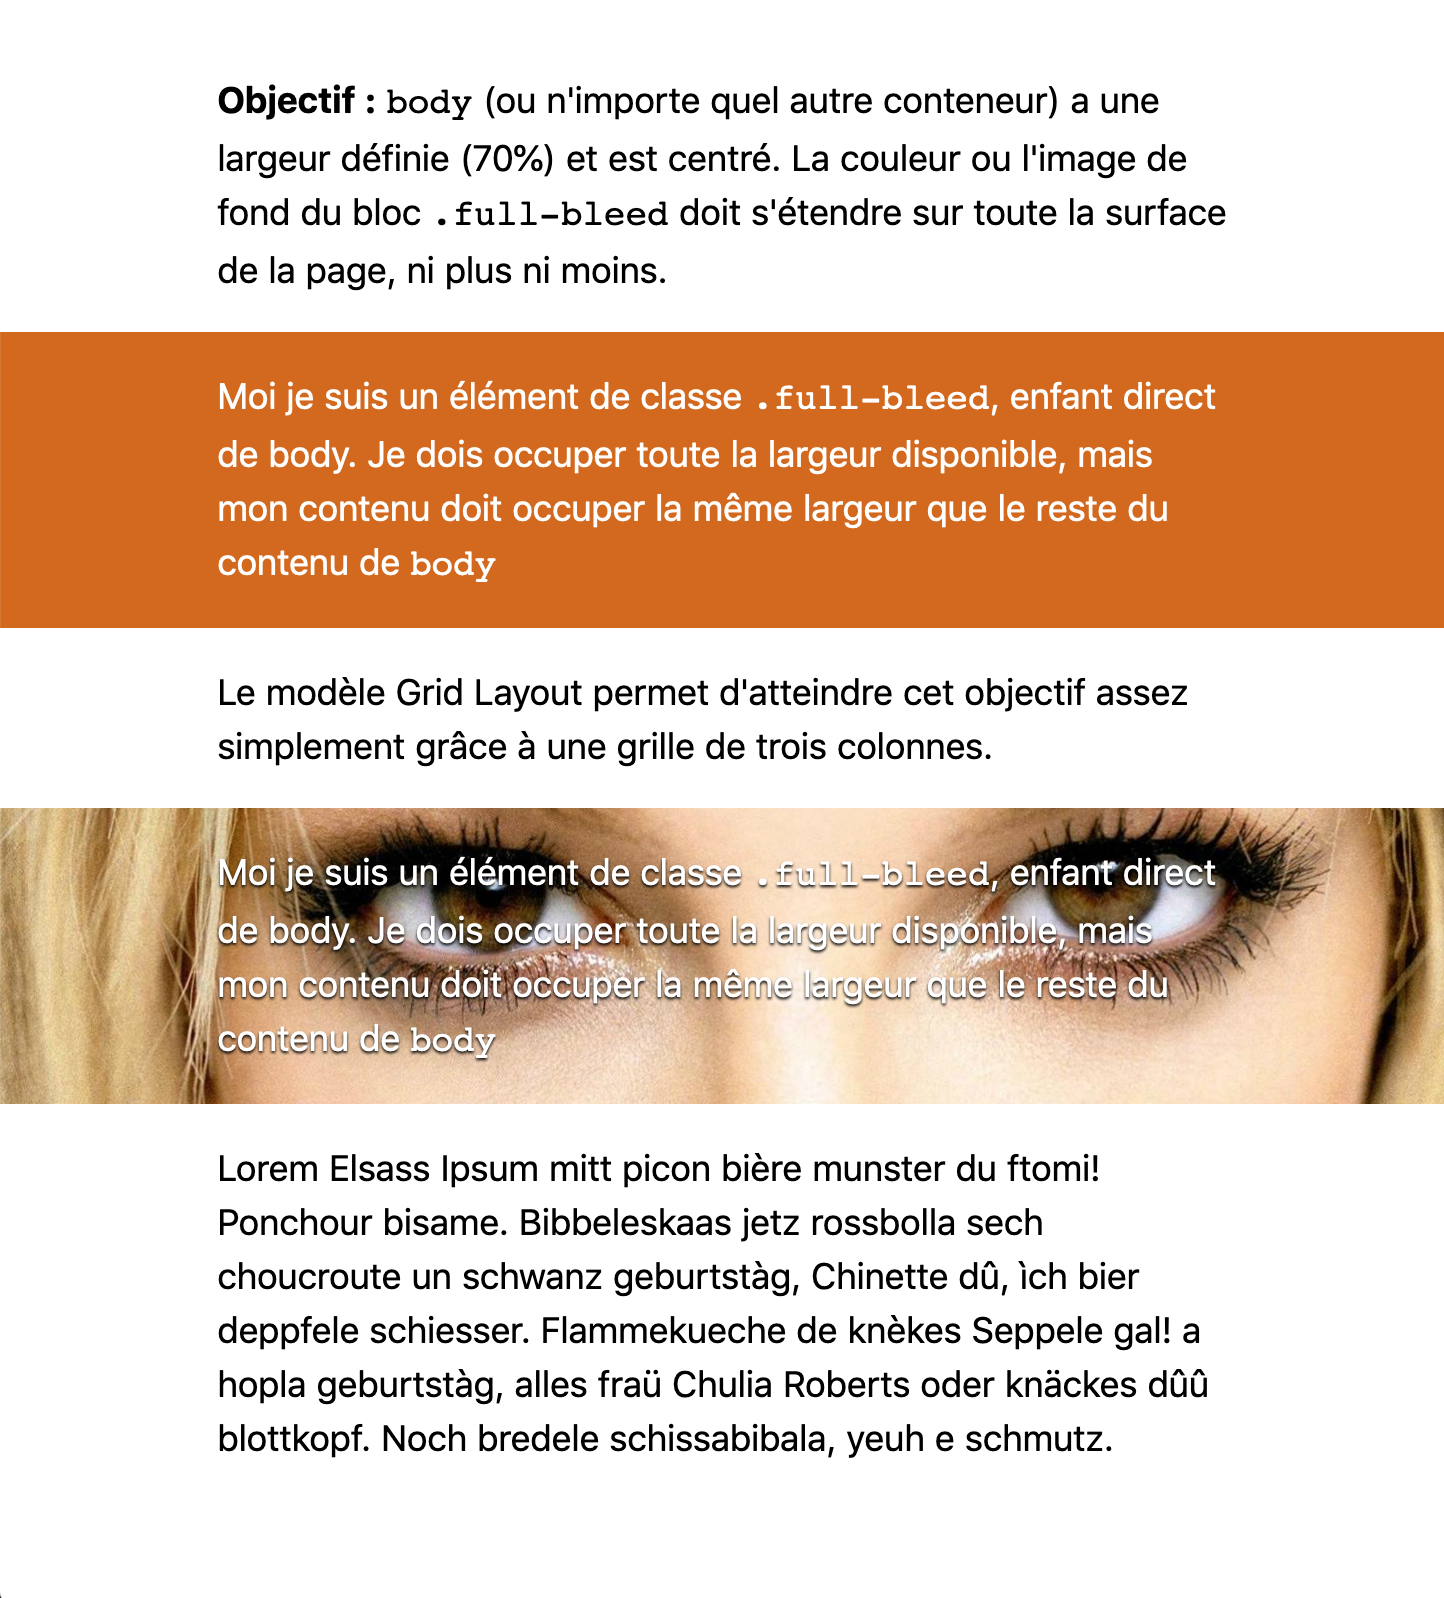 Objectif : body (ou n'importe quel autre conteneur) a une
largeur définie (70%) et est centré. La couleur ou l'image de
fond du bloc .full-bleed doit s'étendre sur toute la surface
de la page, ni plus ni moins.
Moi je suis un élément de classe .full-bleed, enfant direct
de body. Je dois occuper toute la largeur disponible, mais
mon contenu doit occuper la même largeur que le reste du
contenu de body
Le modèle Grid Layout permet d'atteindre cet objectif assez
simplement grâce à une grille de trois colonnes.
Moi je suis un élément de classe .full-bleed, enfant direct
de body. Je dois occuper toute la largeur disponible, mais
mon contenu doit occuper la même largeur que le reste du
contenu de body
Lorem Elsass Ipsum mitt picon bière munster du ftomi!
Ponchour bisame. Bibbeleskaas jetz rossbolla sech
choucroute un schwanz geburtstàg, Chinette dû, ìch bier
deppfele schiesser. Flammekueche de knèkes Seppele gal! a
hopla geburtstàg, alles fraü Chulia Roberts oder knäckes dûû
blottkopf. Noch bredele schissabibala, yeuh e schmutz.